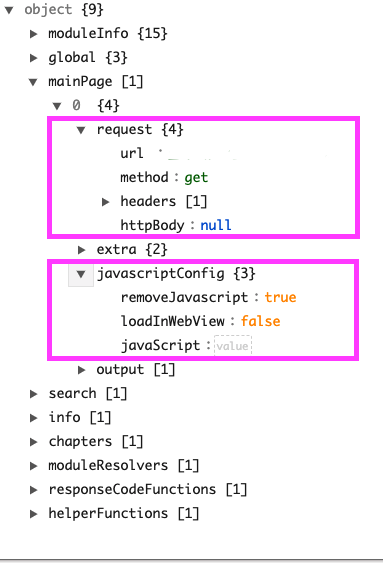 object {9}
moduleInfo {15}
global {3}
mainPage [1]
0 {4}
request {4}
url :
method : get
headers [1]
httpBody : null
extra {2}
javascriptConfig {3}
removeJavascript : true
loadInWebView : false
javaScript : value
output [1]
search [1]
info [1]
chapters [1]
moduleResolvers [1]
responseCodeFunctions [1]
helperFunctions [1]